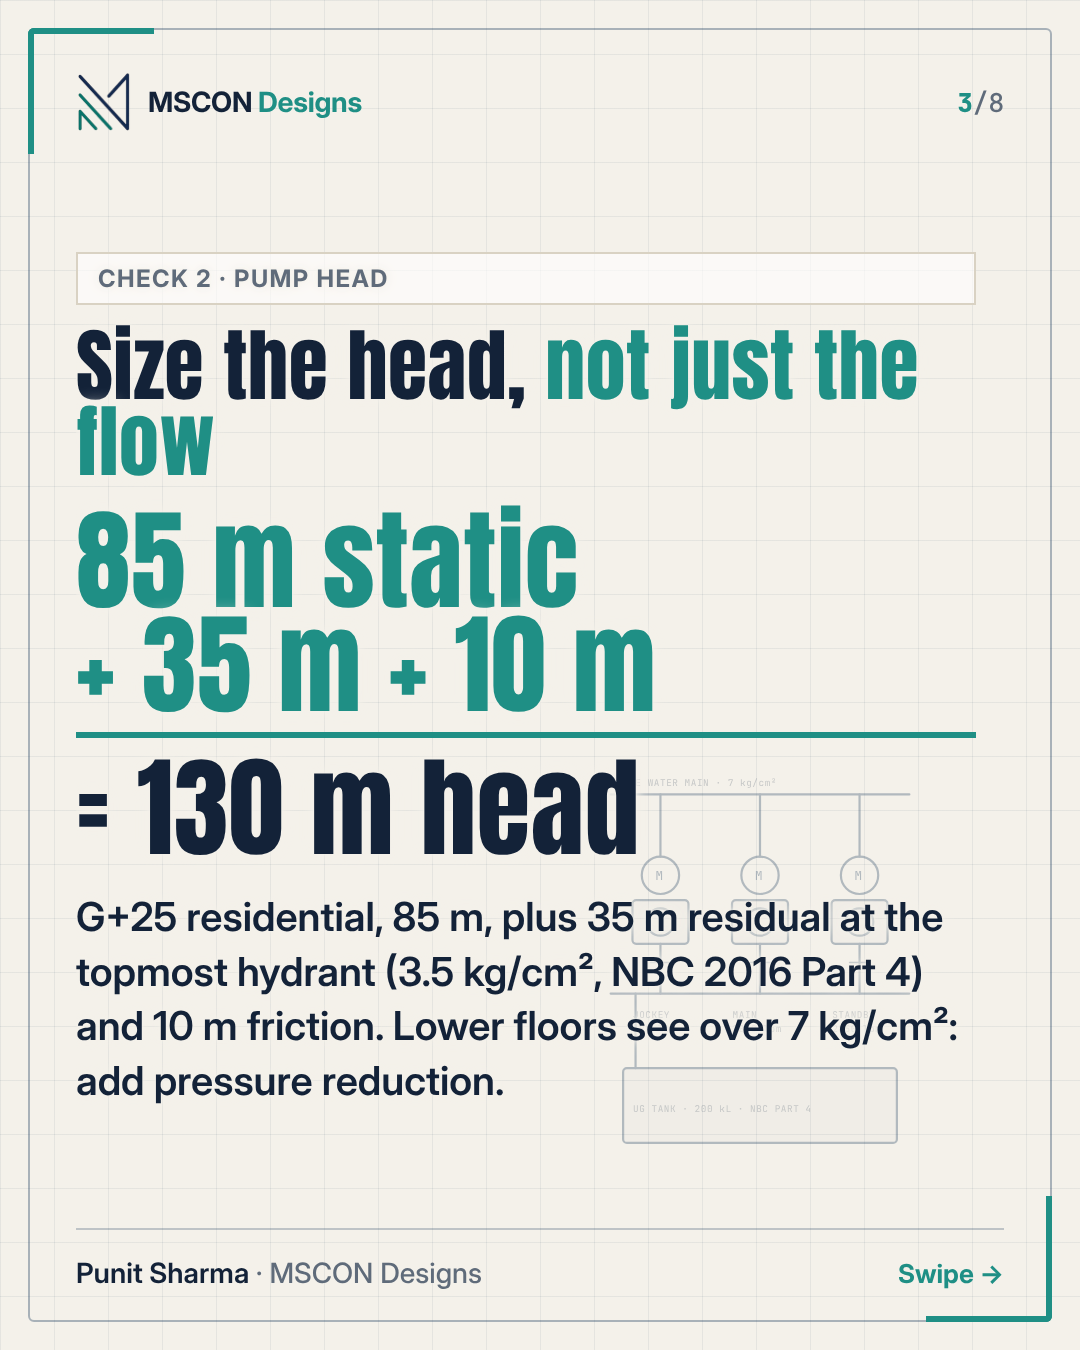 MSCON Designs
3/8
CHECK 2 · PUMP HEAD
Size the head, not just the
flow
85 m static
+ 35 m + 10 m
= 130 m head
WATER MAIN · 7 kg/cm²
M M M
G+25 residential, 85 m, plus 35 m residual at the
topmost hydrant (3.5 kg/cm², NBC 2016 Part 4)
and 10 m friction. Lower floors see over 7 kg/cm²:
add pressure reduction.
MAIN
UG TANK · 200 kL · NBC PART 4
Punit Sharma · MSCON Designs
Swipe →